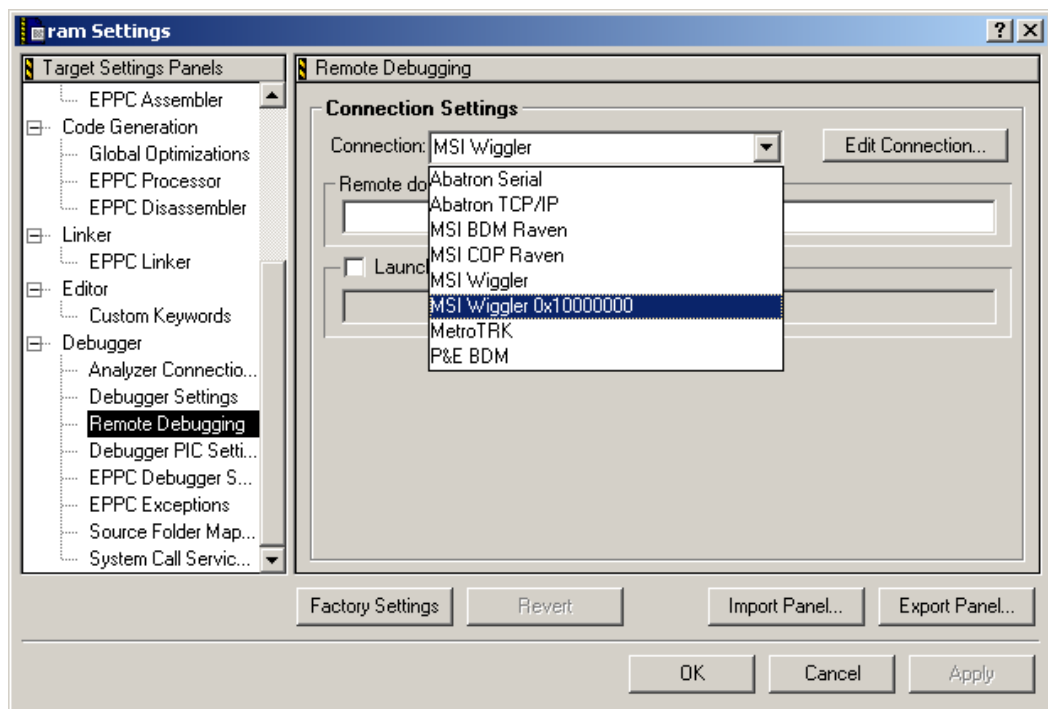 ram Settings
Target Settings Panels
EPPC Assembler
Code Generation
Global Optimizations
EPPC Processor
EPPC Disassembler
Linker
EPPC Linker
Editor
Custom Keywords
Debugger
Analyzer Connectio...
Debugger Settings
Remote Debugging
Debugger PIC Setti...
EPPC Debugger S...
EPPC Exceptions
Source Folder Map...
System Call Servic...
Remote Debugging
Connection Settings
Connection: MSI Wiggler
Edit Connection...
Remote do
Launc
Abatron Serial
Abatron TCP/IP
MSI BDM Raven
MSI COP Raven
MSI Wiggler
MSI Wiggler 0x10000000
MetroTRK
P&E BDM
Factory Settings
Revert
Import Panel...
Export Panel...
OK
Cancel
Apply